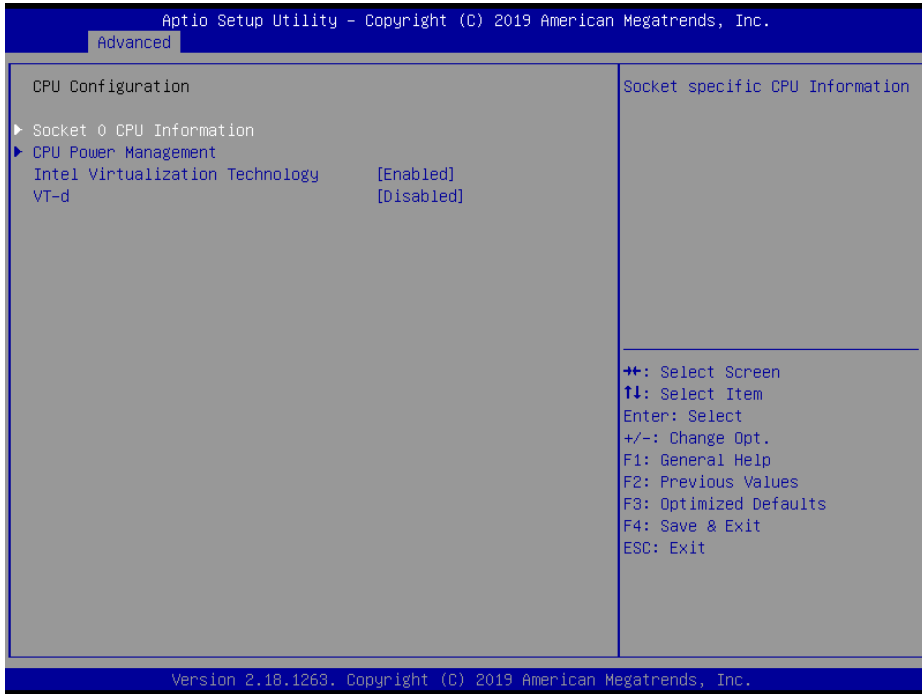 Aptio Setup Utility – Copyright (C) 2019 American Megatrends, Inc.
Advanced
CPU Configuration
Socket 0 CPU Information
CPU Power Management
Intel Virtualization Technology [Enabled]
VT-d [Disabled]
Socket specific CPU Information
→←: Select Screen
↑↓: Select Item
Enter: Select
+/-: Change Opt.
F1: General Help
F2: Previous Values
F3: Optimized Defaults
F4: Save & Exit
ESC: Exit
Version 2.18.1263. Copyright (C) 2019 American Megatrends, Inc.